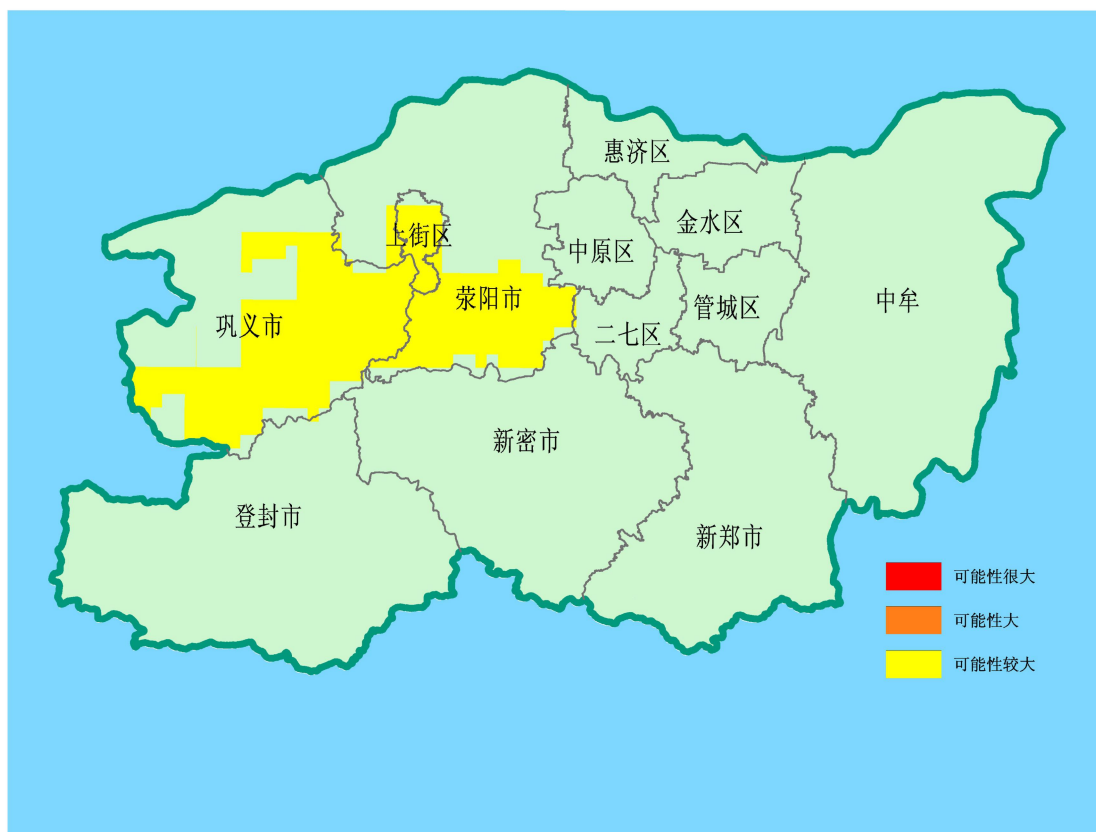 惠济区
金水区
上街区
中原区
荥阳市
中牟
管城区
巩义市
二七区
新密市
登封市
新郑市
可能性很大
可能性大
可能性较大